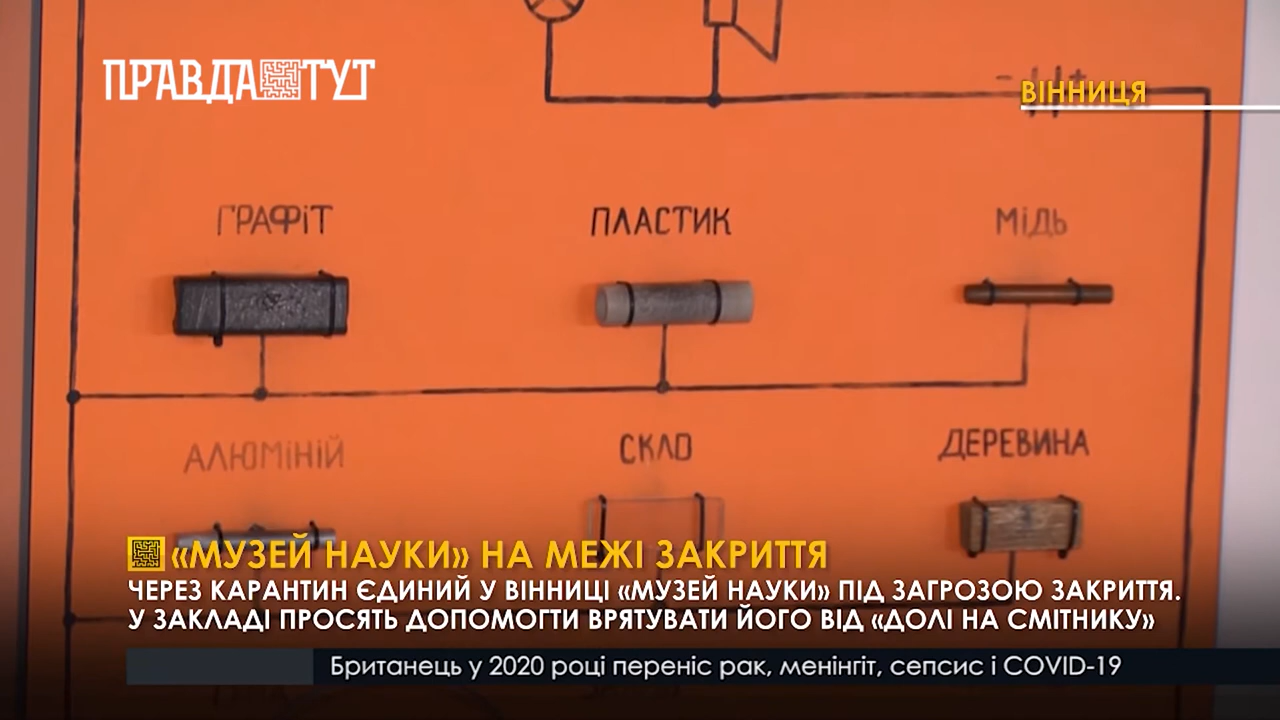 ПРАВДА ТУТ
ВІННИЦЯ
- +
ГРАФІТ
ПЛАСТИК
МІДЬ
АЛЮМІНІЙ
СКЛО
ДЕРЕВИНА
«МУЗЕЙ НАУКИ» НА МЕЖІ ЗАКРИТТЯ
ЧЕРЕЗ КАРАНТИН ЄДИНИЙ У ВІННИЦІ «МУЗЕЙ НАУКИ» ПІД ЗАГРОЗОЮ ЗАКРИТТЯ.
У ЗАКЛАДІ ПРОСЯТЬ ДОПОМОГТИ ВРЯТУВАТИ ЙОГО ВІД «ДОЛІ НА СМІТНИКУ»
Британець у 2020 році переніс рак, менінгіт, сепсис і COVID-19